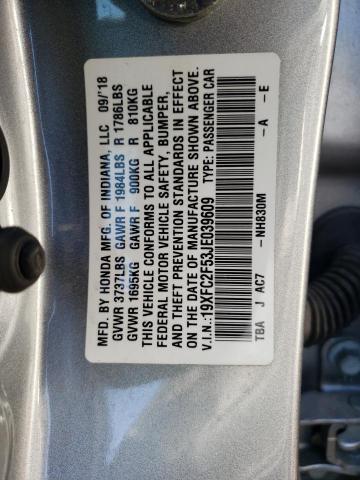 MFD. BY HONDA MFG. OF INDIANA, LLC 09/'18
GVWR 3737LBS GAWR F 1984LBS R 1786LBS
GVWR 1695KG GAWR F 900KG R 810KG
THIS VEHICLE CONFORMS TO ALL APPLICABLE
FEDERAL MOTOR VEHICLE SAFETY, BUMPER,
AND THEFT PREVENTION STANDARDS IN EFFECT
ON THE DATE OF MANUFACTURE SHOWN ABOVE.
V.I.N.:19XFC2F53JE039609 TYPE: PASSENGER CAR
TBA J AC7 -NH830M -A -E